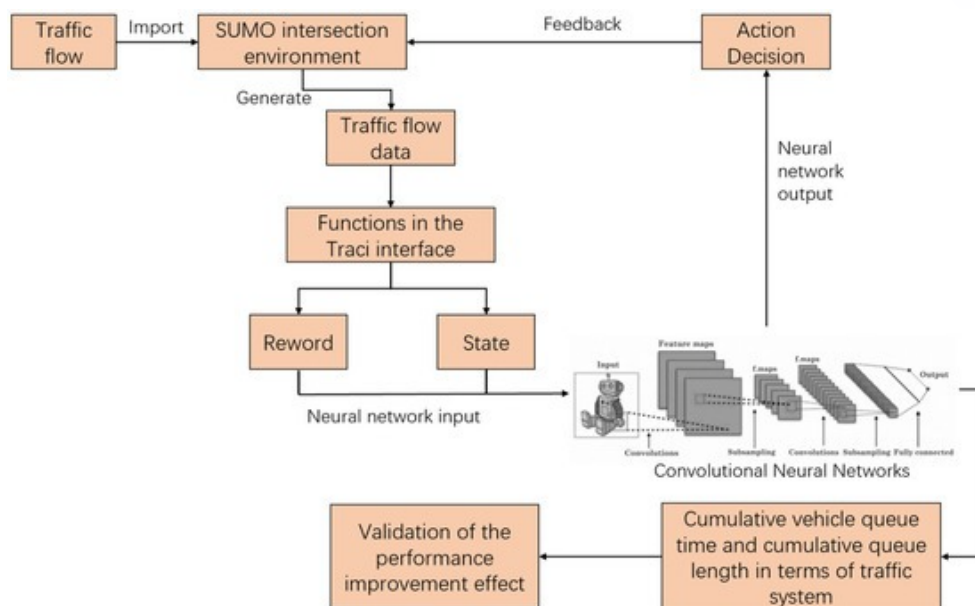 Traffic
flow
Import
SUMO intersection
environment
Feedback
Action
Decision
Generate
Traffic flow
data
Neural
network
output
Functions in the
Traci interface
Reword
State
Neural network input
Input
Feature maps
f.maps
f.maps
Output
Convolutions
Subsampling
Convolutions
Subsampling
Fully connected
Convolutional Neural Networks
Validation of the
performance
improvement effect
Cumulative vehicle queue
time and cumulative queue
length in terms of traffic
system